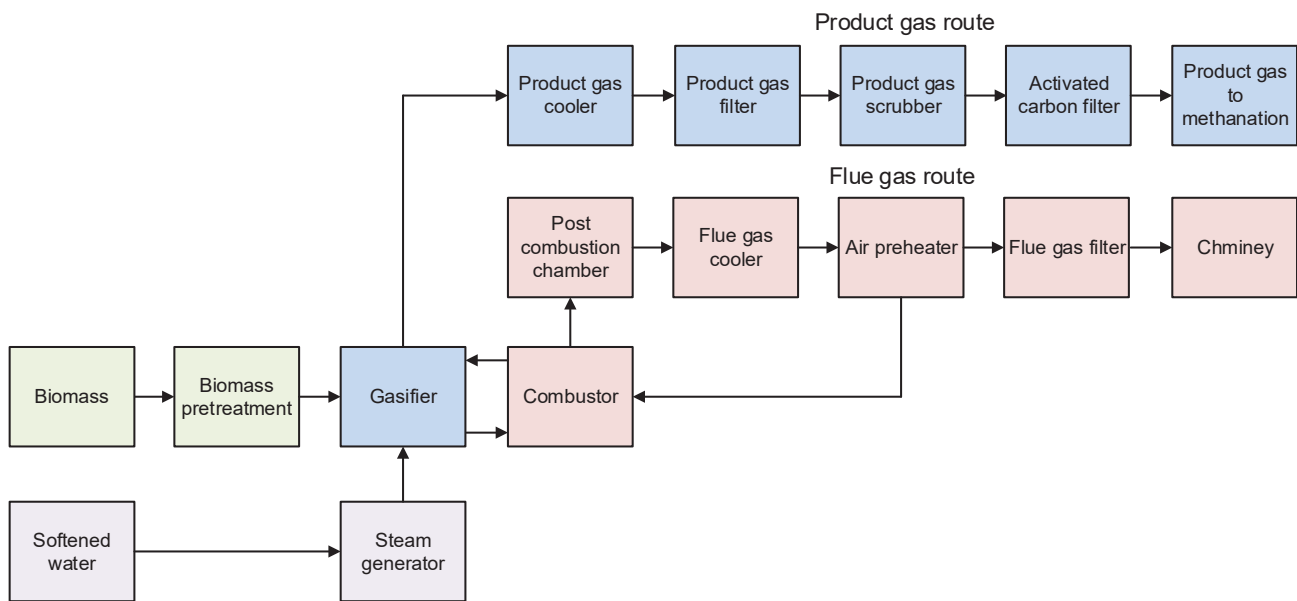 Product gas route
Product gas
cooler
Product gas
filter
Product gas
scrubber
Activated
carbon filter
Product gas
to
methanation
Flue gas route
Post
combustion
chamber
Flue gas
cooler
Air preheater
Flue gas filter
Chminey
Biomass
Biomass
pretreatment
Gasifier
Combustor
Softened
water
Steam
generator